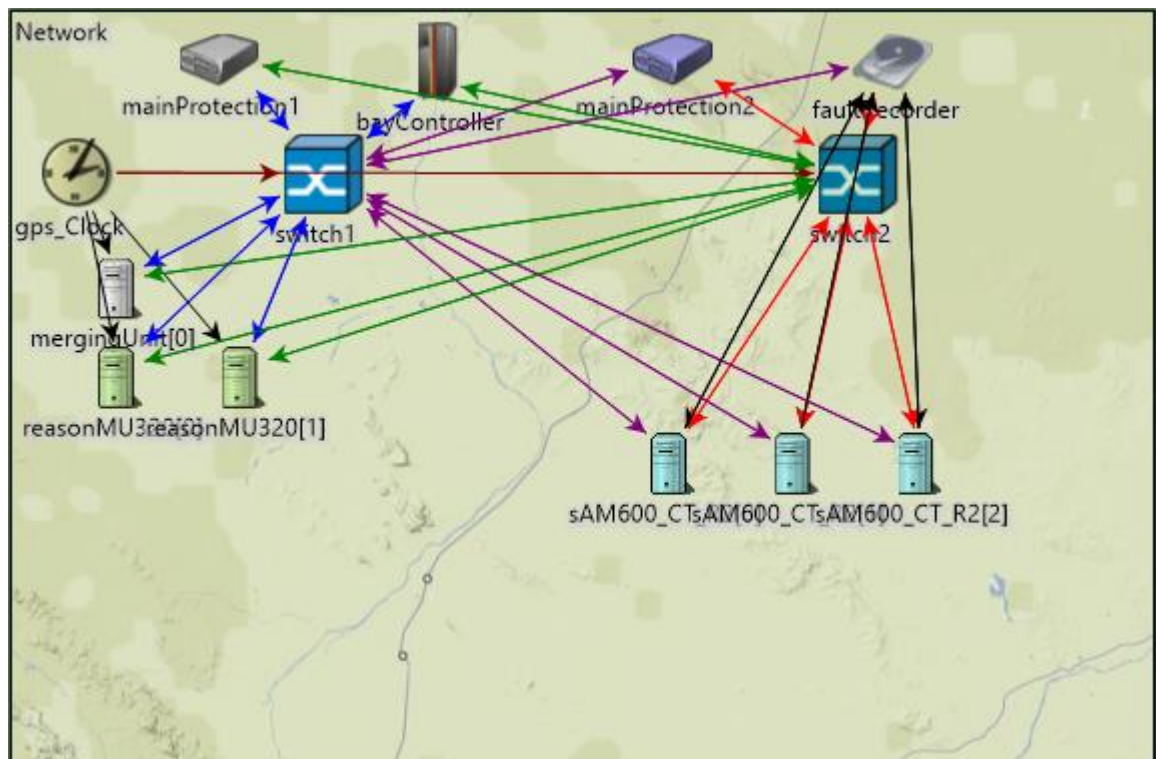 Network
mainProtection1
bayController
mainProtection2
faultRecorder
gps_Clock
switch1
switch2
mergingUnit[0]
reasonMU320[1]
sAM600_CT_R2[2]